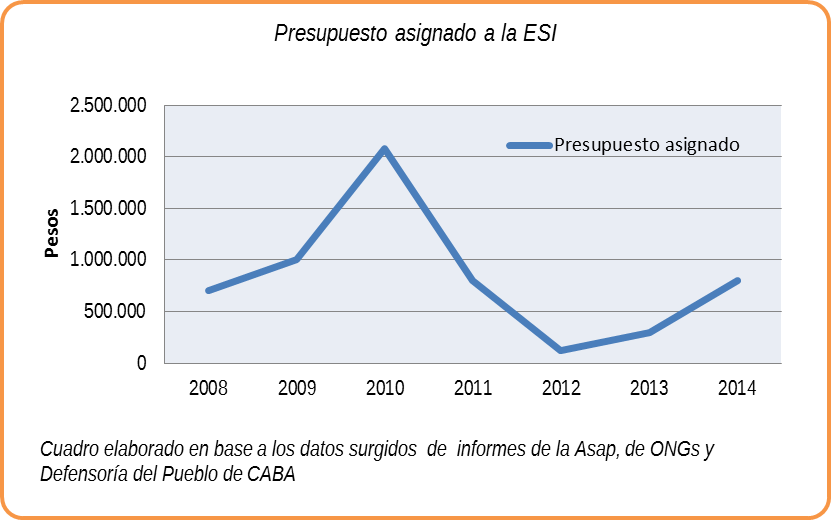 Presupuesto asignado a la ESI
2.500.000
2.000.000
1.500.000
1.000.000
500.000
0
Pesos
Presupuesto asignado
2008 2009 2010 2011 2012 2013 2014
Cuadro elaborado en base a los datos surgidos de informes de la Asap, de ONGs y
Defensoría del Pueblo de CABA